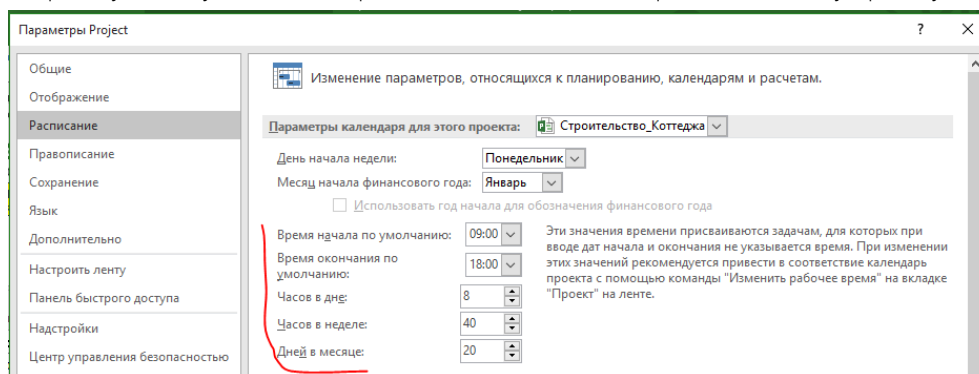 Параметры Project ? ×
Общие
Отображение
Расписание
Правописание
Сохранение
Язык
Дополнительно
Настроить ленту
Панель быстрого доступа
Надстройки
Центр управления безопасностью
Изменение параметров, относящихся к планированию, календарям и расчетам.
Параметры календаря для этого проекта: Строительство_Коттеджа
День начала недели: Понедельник
Месяц начала финансового года: Январь
Использовать год начала для обозначения финансового года
Время начала по умолчанию: 09:00
Время окончания по
умолчанию: 18:00
Часов в дне: 8
Часов в неделе: 40
Дней в месяце: 20
Эти значения времени присваиваются задачам, для которых при
вводе дат начала и окончания не указывается время. При изменении
этих значений рекомендуется привести в соответствие календарь
проекта с помощью команды "Изменить рабочее время" на вкладке
"Проект" на ленте.